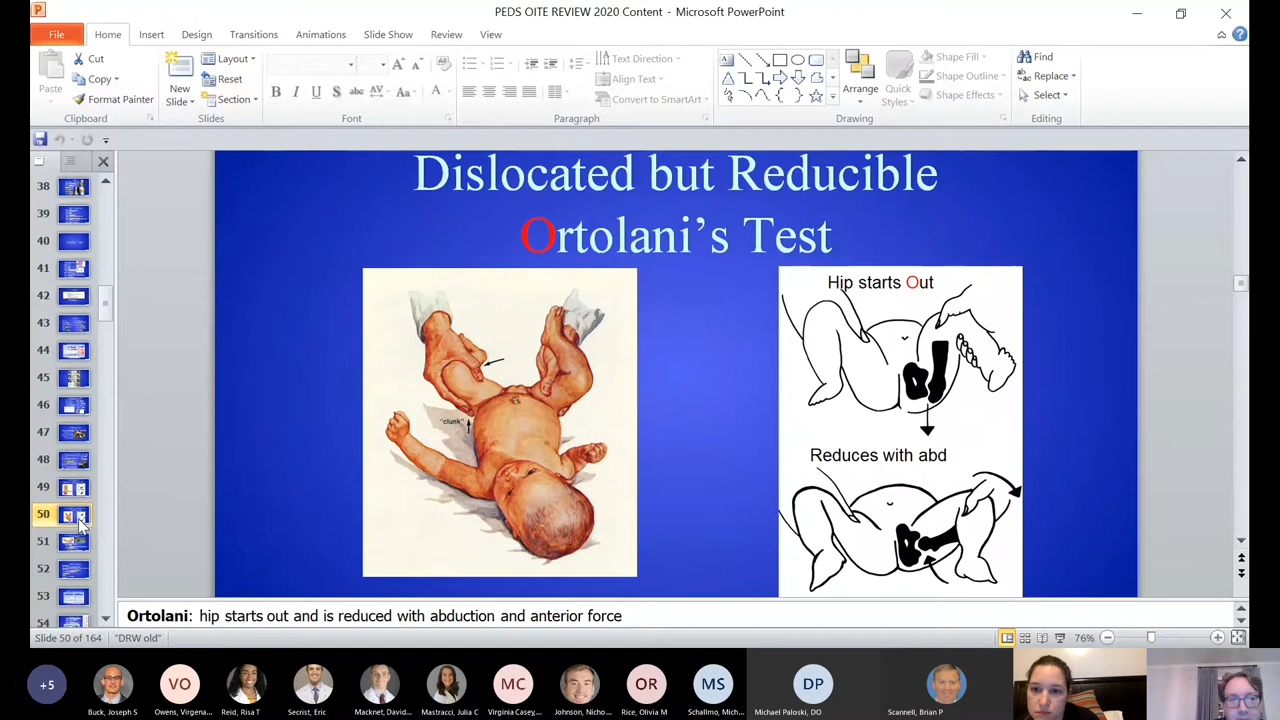 PEDS OITE REVIEW 2020 Content - Microsoft PowerPoint
File Home Insert Design Transitions Animations Slide Show Review View
Paste
Cut
Copy
Format Painter
Clipboard
New
Slide
Layout
Reset
Section
Slides
B I U S abc AV Aa A
Font
Text Direction
Align Text
Convert to SmartArt
Paragraph
Arrange
Quick
Styles
Shape Fill
Shape Outline
Shape Effects
Drawing
Find
Replace
Select
Editing
38
39
40
41
42
43
44
45
46
47
48
49
50
51
52
53
54
Dislocated but Reducible
Ortolani’s Test
"clunk"
Hip starts Out
Reduces with abd
Ortolani: hip starts out and is reduced with abduction and anterior force
Slide 50 of 164 "DRW old" 76%
+5 VO MC OR MS DP
Buck, Joseph S
Owens, Virgena...
Reid, Risa T
Secrist, Eric
Macknet, David...
Mastracci, Julia C
Virginia Casey,...
Johnson, Nicho...
Rice, Olivia M
Schallmo, Mich...
Michael Paloski, DO
Scannell, Brian P